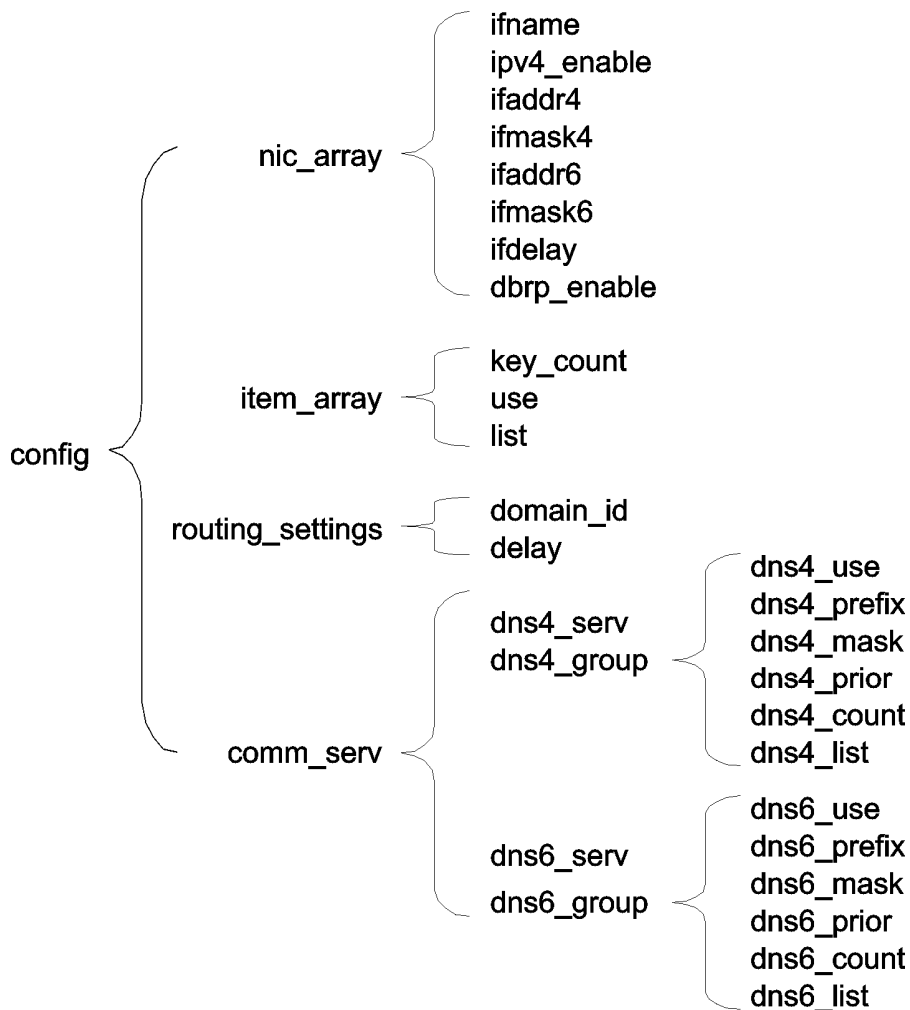 config
nic_array
ifname
ipv4_enable
ifaddr4
ifmask4
ifaddr6
ifmask6
ifdelay
dbrp_enable
item_array
key_count
use
list
routing_settings
domain_id
delay
comm_serv
dns4_serv
dns4_group
dns4_use
dns4_prefix
dns4_mask
dns4_prior
dns4_count
dns4_list
dns6_serv
dns6_group
dns6_use
dns6_prefix
dns6_mask
dns6_prior
dns6_count
dns6_list